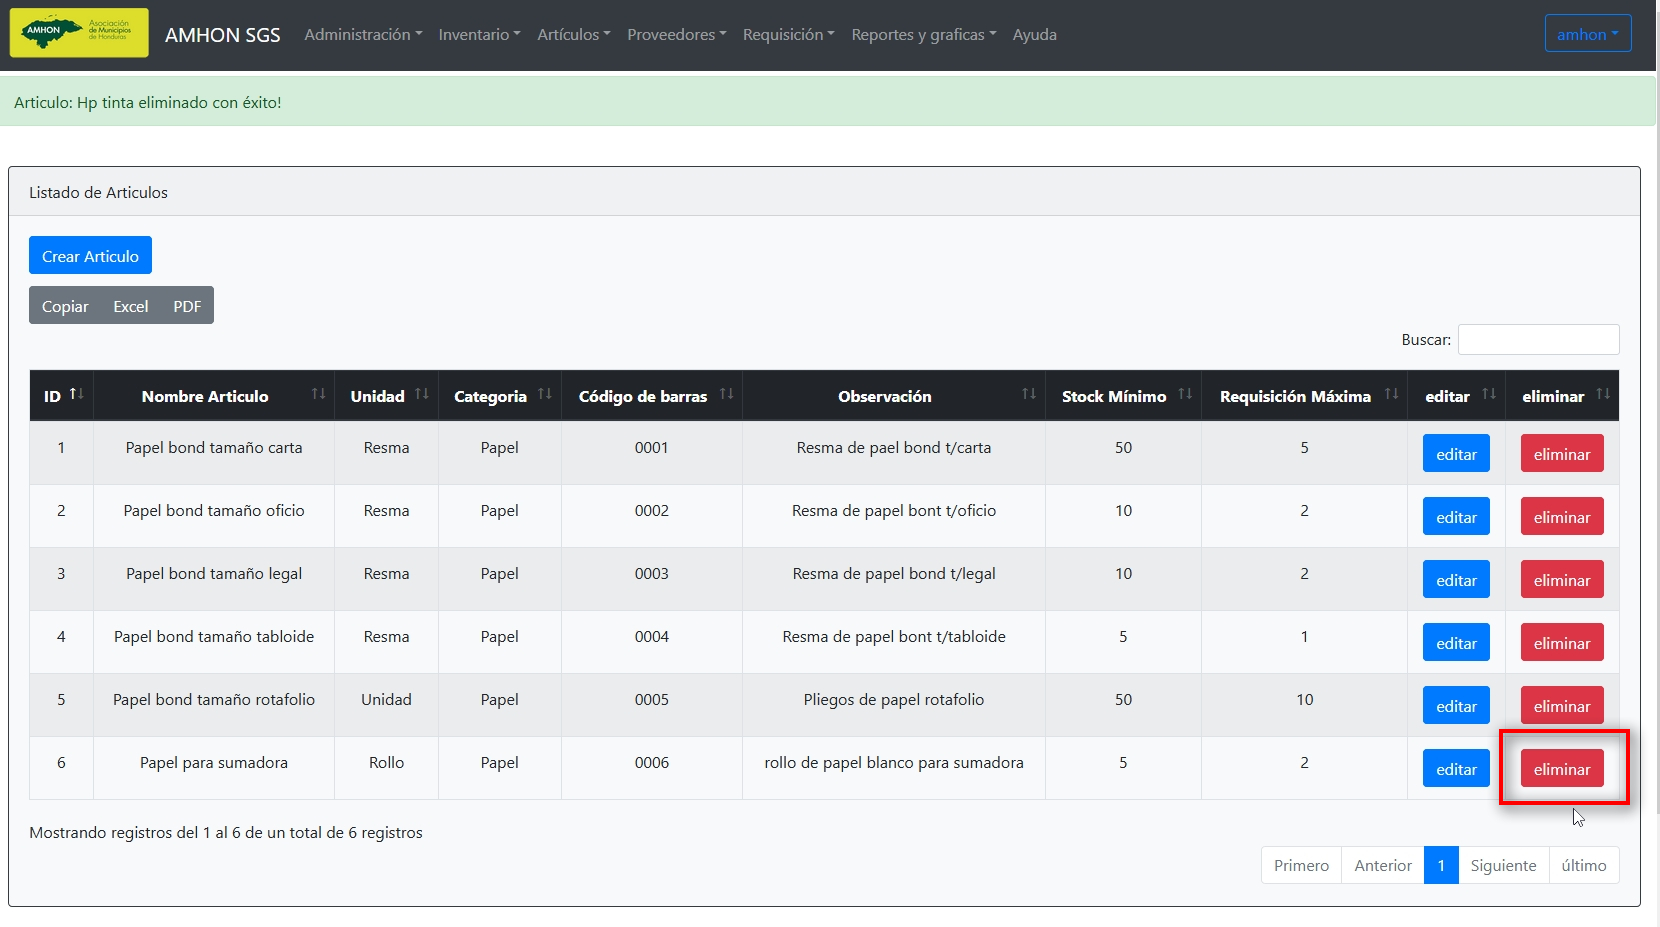 AMHON Asociación de Municipios de Honduras AMHON SGS Administración Inventario Artículos Proveedores Requisición Reportes y graficas Ayuda amhon
Articulo: Hp tinta eliminado con éxito!
Listado de Articulos
Crear Articulo
Copiar Excel PDF
Buscar:
ID Nombre Articulo Unidad Categoria Código de barras Observación Stock Mínimo Requisición Máxima editar eliminar
1 Papel bond tamaño carta Resma Papel 0001 Resma de pael bond t/carta 50 5 editar eliminar
2 Papel bond tamaño oficio Resma Papel 0002 Resma de papel bont t/oficio 10 2 editar eliminar
3 Papel bond tamaño legal Resma Papel 0003 Resma de papel bond t/legal 10 2 editar eliminar
4 Papel bond tamaño tabloide Resma Papel 0004 Resma de papel bont t/tabloide 5 1 editar eliminar
5 Papel bond tamaño rotafolio Unidad Papel 0005 Pliegos de papel rotafolio 50 10 editar eliminar
6 Papel para sumadora Rollo Papel 0006 rollo de papel blanco para sumadora 5 2 editar eliminar
Mostrando registros del 1 al 6 de un total de 6 registros
Primero Anterior 1 Siguiente último